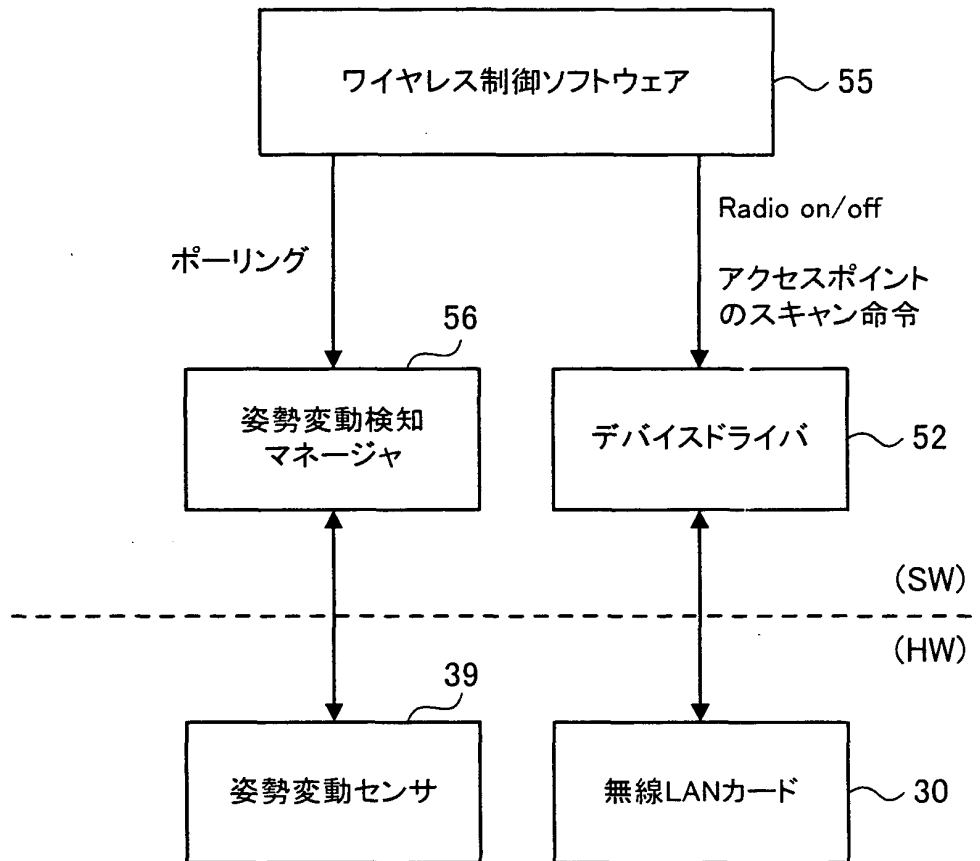 ワイヤレス制御ソフトウェア
55
ポーリング
Radio on/off
アクセスポイント
のスキャン命令
56
姿勢変動検知
マネージャ
デバイスドライバ
52
(SW)
(HW)
39
姿勢変動センサ
無線LANカード
30